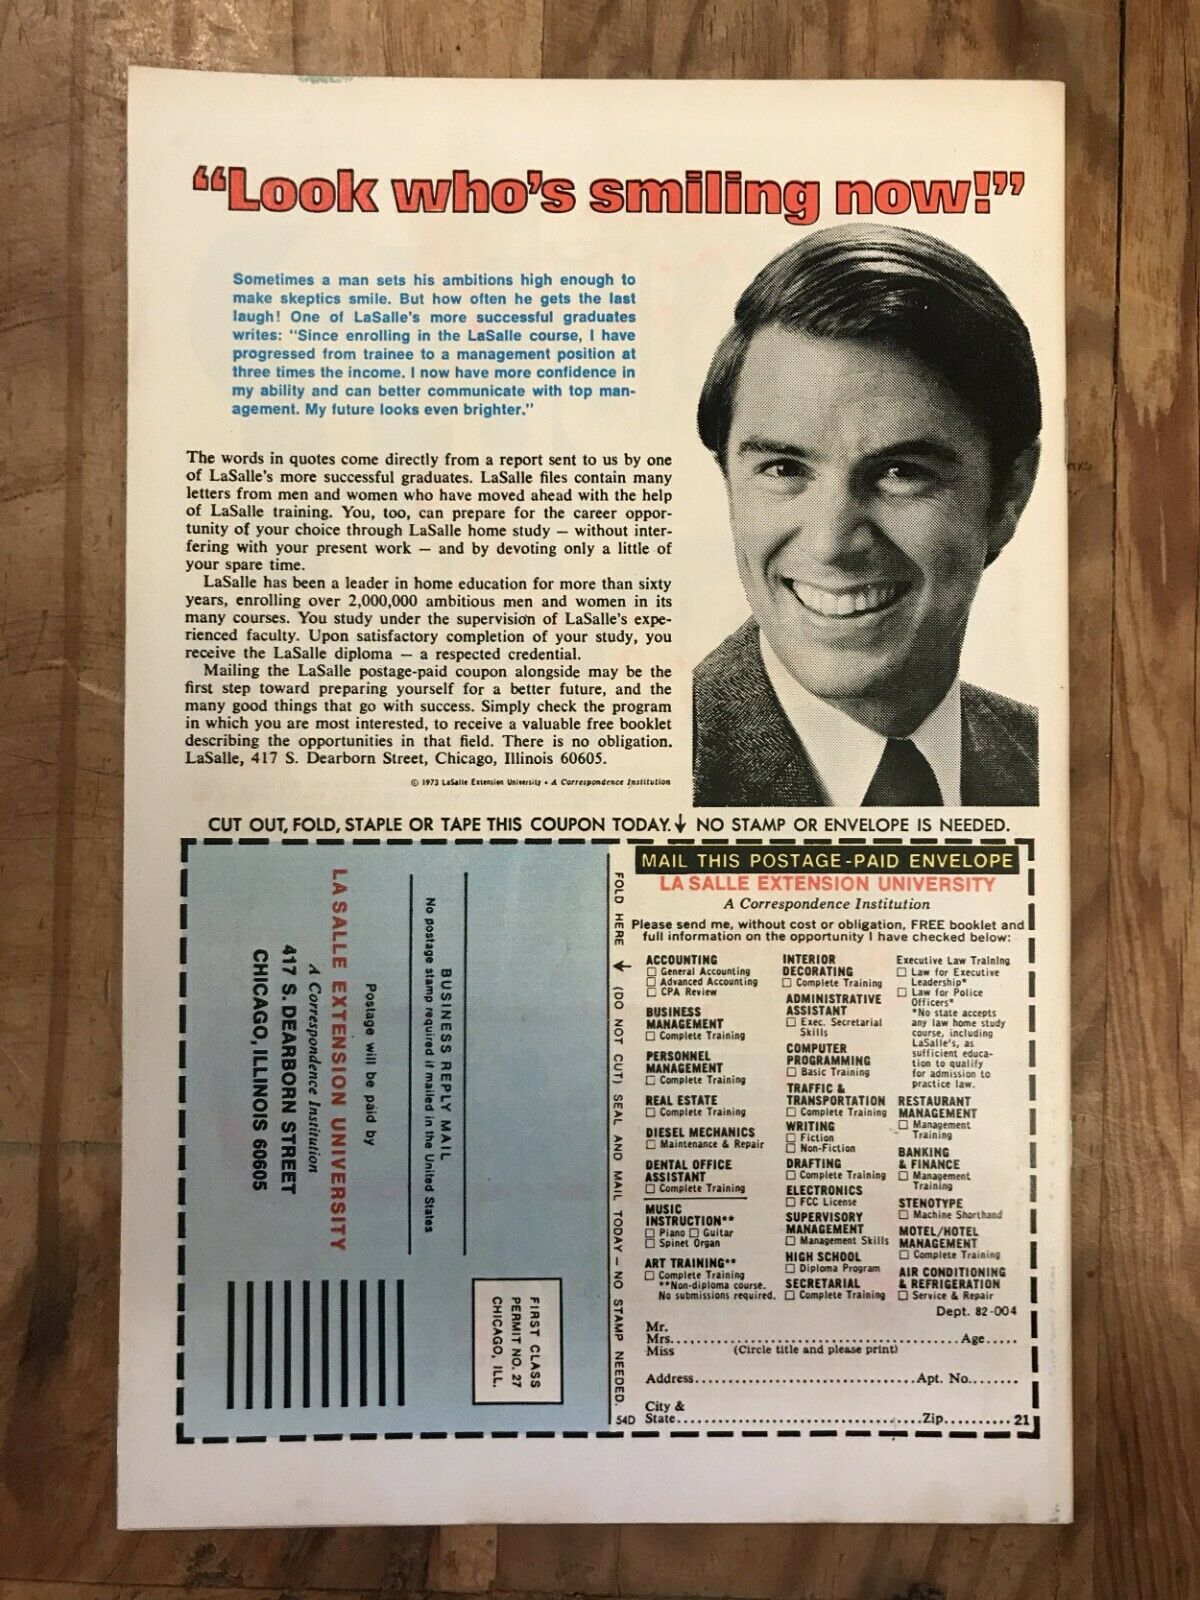 “Look who’s smiling now!”
Sometimes a man sets his ambitions high enough to
make skeptics smile. But how often he gets the last
laugh! One of LaSalle's more successful graduates
writes: "Since enrolling in the LaSalle course, I have
progressed from trainee to a management position at
three times the income. I now have more confidence in
my ability and can better communicate with top man-
agement. My future looks even brighter."
The words in quotes come directly from a report sent to us by one
of LaSalle's more successful graduates. LaSalle files contain many
letters from men and women who have moved ahead with the help
of LaSalle training. You, too, can prepare for the career oppor-
tunity of your choice through LaSalle home study — without inter-
fering with your present work — and by devoting only a little of
your spare time.
LaSalle has been a leader in home education for more than sixty
years, enrolling over 2,000,000 ambitious men and women in its
many courses. You study under the supervision of LaSalle's expe-
rienced faculty. Upon satisfactory completion of your study, you
receive the LaSalle diploma — a respected credential.
Mailing the LaSalle postage-paid coupon alongside may be the
first step toward preparing yourself for a better future, and the
many good things that go with success. Simply check the program
in which you are most interested, to receive a valuable free booklet
describing the opportunities in that field. There is no obligation.
LaSalle, 417 S. Dearborn Street, Chicago, Illinois 60605.
© 1973 LaSalle Extension University • A Correspondence Institution
CUT OUT, FOLD, STAPLE OR TAPE THIS COUPON TODAY. ↓ NO STAMP OR ENVELOPE IS NEEDED.
FIRST CLASS
PERMIT NO. 27
CHICAGO, ILL.
BUSINESS REPLY MAIL
No postage stamp required if mailed in the United States
Postage will be paid by
LA SALLE EXTENSION UNIVERSITY
A Correspondence Institution
417 S. DEARBORN STREET
CHICAGO, ILLINOIS 60605
FOLD HERE ↓ (DO NOT CUT) SEAL AND MAIL TODAY — NO STAMP NEEDED.
MAIL THIS POSTAGE-PAID ENVELOPE
LA SALLE EXTENSION UNIVERSITY
A Correspondence Institution
Please send me, without cost or obligation, FREE booklet and
full information on the opportunity I have checked below:
ACCOUNTING
☐ General Accounting
☐ Advanced Accounting
☐ CPA Review
BUSINESS
MANAGEMENT
☐ Complete Training
PERSONNEL
MANAGEMENT
☐ Complete Training
REAL ESTATE
☐ Complete Training
DIESEL MECHANICS
☐ Maintenance & Repair
DENTAL OFFICE
ASSISTANT
☐ Complete Training
MUSIC
INSTRUCTION**
☐ Piano ☐ Guitar
☐ Spinet Organ
ART TRAINING**
☐ Complete Training
**Non-diploma course.
No submissions required.
INTERIOR
DECORATING
☐ Complete Training
ADMINISTRATIVE
ASSISTANT
☐ Exec. Secretarial
Skills
COMPUTER
PROGRAMMING
☐ Basic Training
TRAFFIC &
TRANSPORTATION
☐ Complete Training
WRITING
☐ Fiction
☐ Non-Fiction
DRAFTING
☐ Complete Training
ELECTRONICS
☐ FCC License
SUPERVISORY
MANAGEMENT
☐ Management Skills
HIGH SCHOOL
☐ Diploma Program
SECRETARIAL
☐ Complete Training
Executive Law Training
☐ Law for Executive
Leadership*
☐ Law for Police
Officers*
*No state accepts
any law home study
course, including
LaSalle's, as
sufficient educa-
tion to qualify
for admission to
practice law.
RESTAURANT
MANAGEMENT
☐ Management
Training
BANKING
& FINANCE
☐ Management
Training
STENOTYPE
☐ Machine Shorthand
MOTEL/HOTEL
MANAGEMENT
☐ Complete Training
AIR CONDITIONING
& REFRIGERATION
☐ Service & Repair
Dept. 82-004
Mr.
Mrs. Age
Miss (Circle title and please print)
Address Apt. No.
City &
State Zip 21
54D